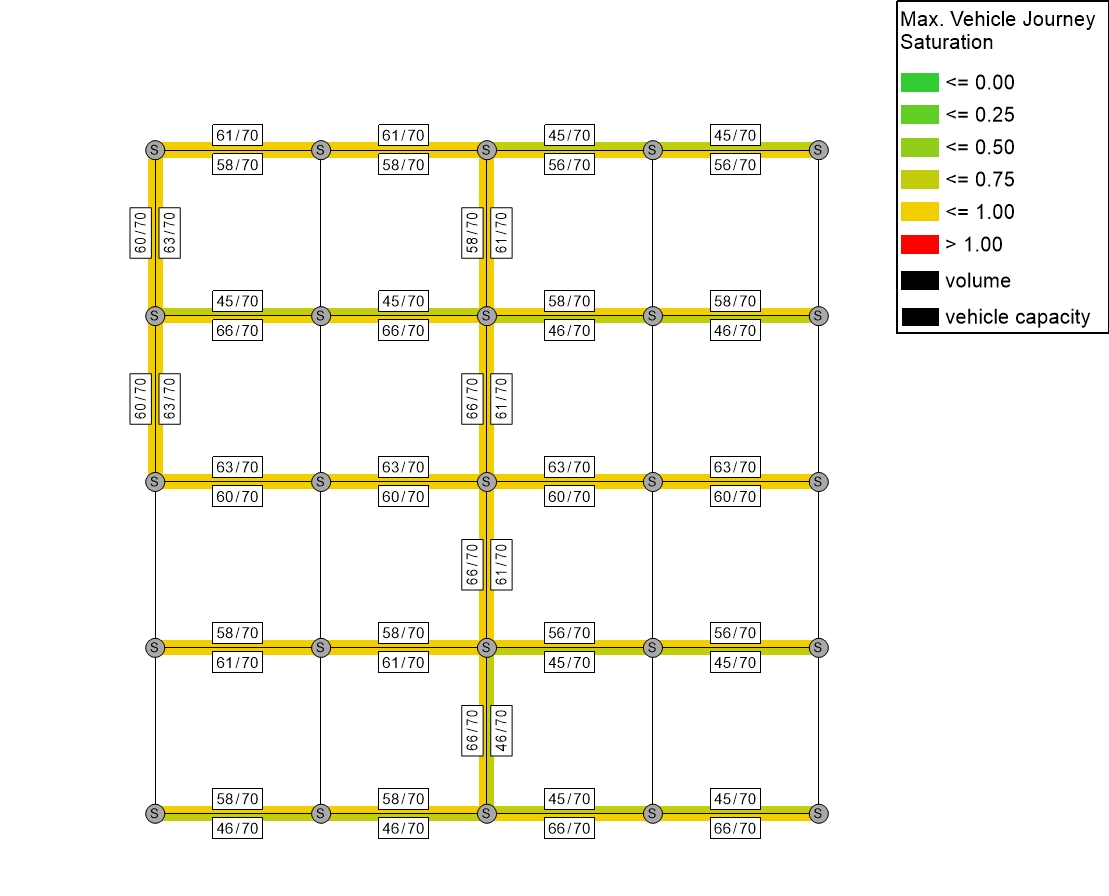 Max. Vehicle Journey
Saturation
<= 0.00
<= 0.25
<= 0.50
<= 0.75
<= 1.00
> 1.00
volume
vehicle capacity
61/70 61/70 45/70 45/70
S S S S S
58/70 58/70 56/70 56/70
60/70 63/70 58/70 61/70
45/70 45/70 58/70 58/70
S S S S S
66/70 66/70 46/70 46/70
60/70 63/70 66/70 61/70
63/70 63/70 63/70 63/70
S S S S S
60/70 60/70 60/70 60/70
66/70 61/70
58/70 58/70 56/70 56/70
S S S S S
61/70 61/70 45/70 45/70
66/70 46/70
58/70 58/70 45/70 45/70
S S S S S
46/70 46/70 66/70 66/70